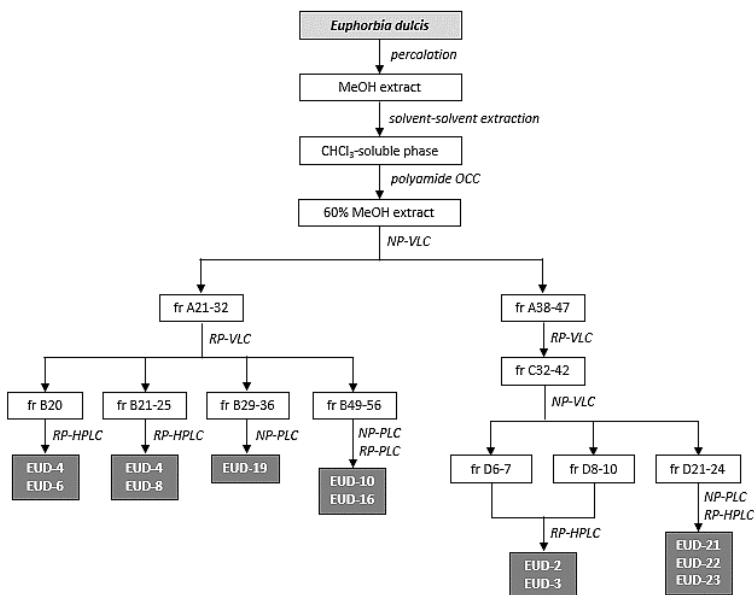 Euphorbia dulcis
percolation
MeOH extract
solvent-solvent extraction
CHCl₃-soluble phase
polyamide OCC
60% MeOH extract
NP-VLC
fr A21-32
fr A38-47
RP-VLC
RP-VLC
fr C32-42
NP-VLC
fr B20
fr B21-25
fr B29-36
fr B49-56
RP-HPLC
RP-HPLC
NP-PLC
NP-PLC
RP-PLC
EUD-4
EUD-6
EUD-4
EUD-8
EUD-19
EUD-10
EUD-16
fr D6-7
fr D8-10
fr D21-24
RP-HPLC
NP-PLC
RP-HPLC
EUD-2
EUD-3
EUD-21
EUD-22
EUD-23